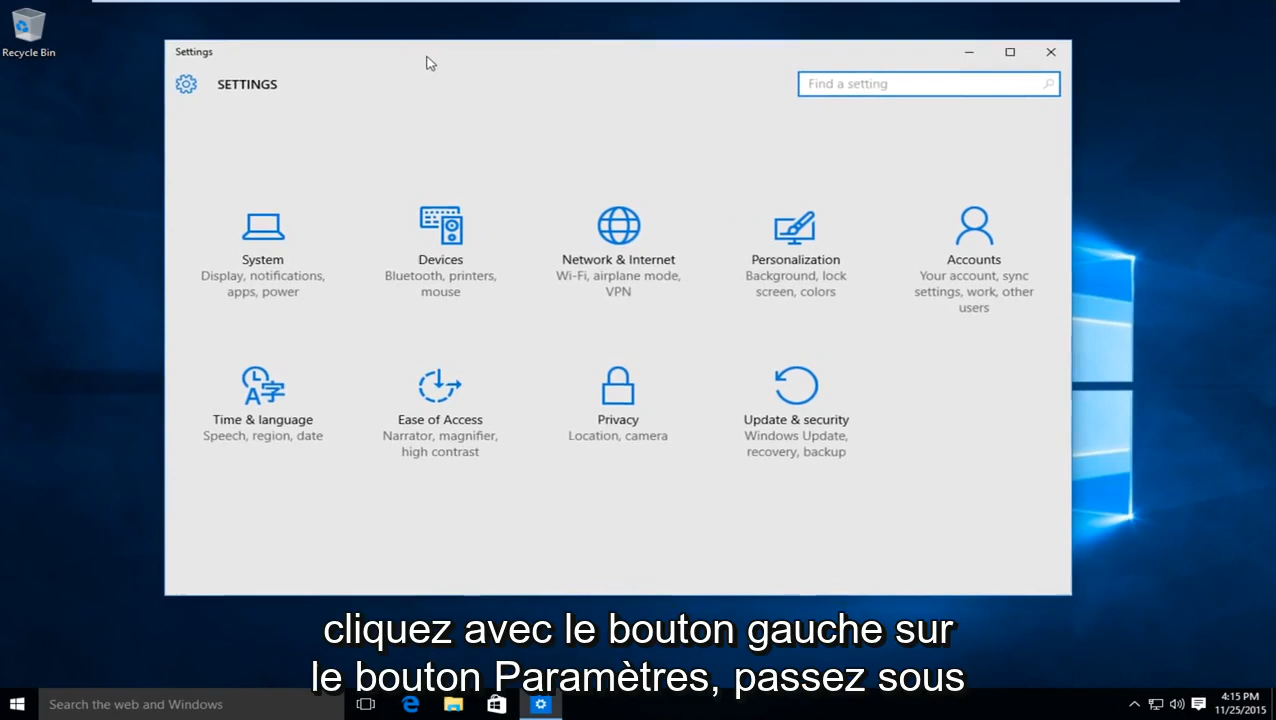 Recycle Bin
Settings
SETTINGS
Find a setting
System
Display, notifications,
apps, power
Devices
Bluetooth, printers,
mouse
Network & Internet
Wi-Fi, airplane mode,
VPN
Personalization
Background, lock
screen, colors
Accounts
Your account, sync
settings, work, other
users
Time & language
Speech, region, date
Ease of Access
Narrator, magnifier,
high contrast
Privacy
Location, camera
Update & security
Windows Update,
recovery, backup
cliquez avec le bouton gauche sur
le bouton Paramètres, passez sous
Search the web and Windows
4:15 PM
11/25/2015